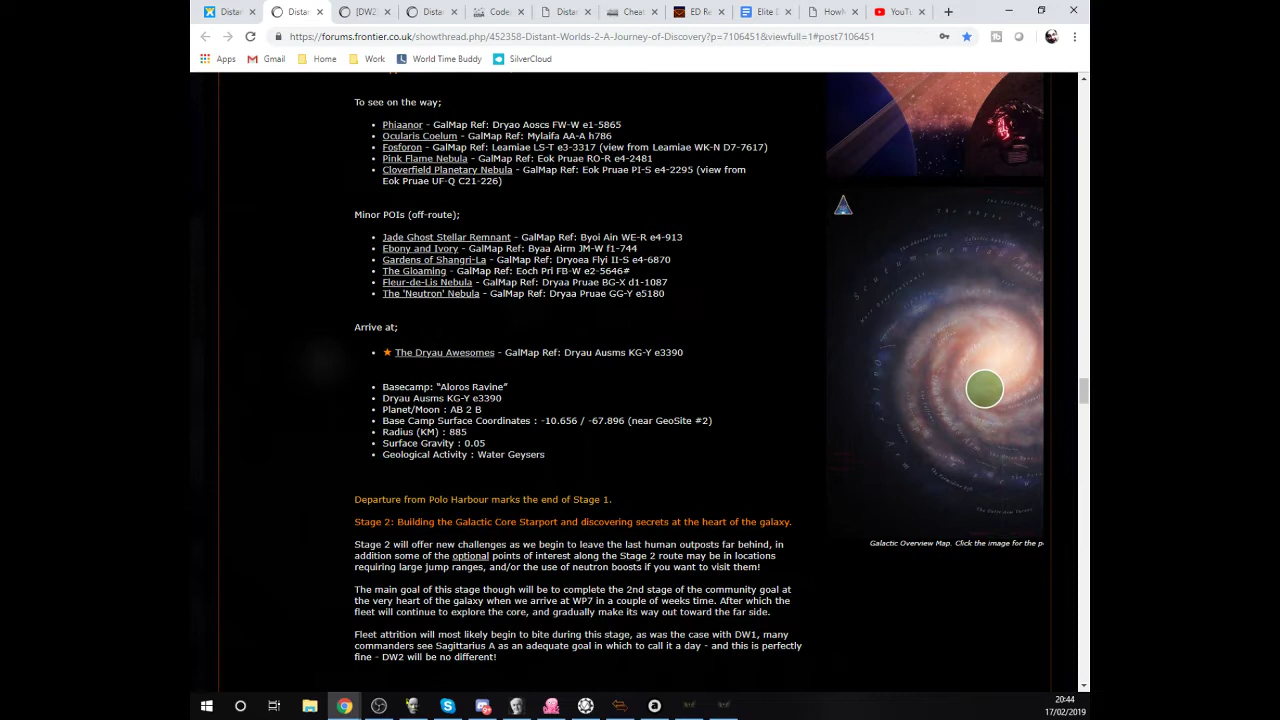 Distan
Distan
[DW2]
Distan
Code
Distan
Cheat
ED Re
Elite D
HowM
YouTu
https://forums.frontier.co.uk/showthread.php/452358-Distant-Worlds-2-A-Journey-of-Discovery?p=7106451&viewfull=1#post7106451
Apps Gmail Home Work World Time Buddy SilverCloud
To see on the way;
Phiaanor - GalMap Ref: Dryao Aoscs FW-W e1-5865
Ocularis Coelum - GalMap Ref: Mylaifa AA-A h786
Fosforon - GalMap Ref: Leamiae LS-T e3-3317 (view from Leamiae WK-N D7-7617)
Pink Flame Nebula - GalMap Ref: Eok Pruae RO-R e4-2481
Cloverfield Planetary Nebula - GalMap Ref: Eok Pruae PI-S e4-2295 (view from
Eok Pruae UF-Q C21-226)
Minor POIs (off-route);
Jade Ghost Stellar Remnant - GalMap Ref: Byoi Ain WE-R e4-913
Ebony and Ivory - GalMap Ref: Byaa Airm JM-W f1-744
Gardens of Shangri-La - GalMap Ref: Dryoea Flyi II-S e4-6870
The Gloaming - GalMap Ref: Eoch Prl FB-W e2-5646#
Fleur-de-Lis Nebula - GalMap Ref: Dryaa Pruae BG-X d1-1087
The 'Neutron' Nebula - GalMap Ref: Dryaa Pruae GG-Y e5180
Arrive at;
The Dryau Awesomes - GalMap Ref: Dryau Ausms KG-Y e3390
Basecamp: “Aloros Ravine”
Dryau Ausms KG-Y e3390
Planet/Moon : AB 2 B
Base Camp Surface Coordinates : -10.656 / -67.896 (near GeoSite #2)
Radius (KM) : 885
Surface Gravity : 0.05
Geological Activity : Water Geysers
Departure from Polo Harbour marks the end of Stage 1.
Stage 2: Building the Galactic Core Starport and discovering secrets at the heart of the galaxy.
Stage 2 will offer new challenges as we begin to leave the last human outposts far behind, in
addition some of the optional points of interest along the Stage 2 route may be in locations
requiring large jump ranges, and/or the use of neutron boosts if you want to visit them!
The main goal of this stage though will be to complete the 2nd stage of the community goal at
the very heart of the galaxy when we arrive at WP7 in a couple of weeks time. After which the
fleet will continue to explore the core, and gradually make its way out toward the far side.
Fleet attrition will most likely begin to bite during this stage, as was the case with DW1, many
commanders see Sagittarius A as an adequate goal in which to call it a day - and this is perfectly
fine - DW2 will be no different!
Galactic Overview Map. Click the image for the p
20:44
17/02/2019